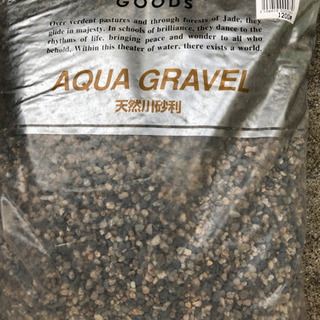 GOODS
Over verdent pastures and through forests of Jade, they
glide in majesty. In schools of brilliance, they dance to the
rhythms of life, bringing peace and wonder to all who
behold. Within this theater of water, there exists a world.
AQUA GRAVEL
天然川砂利